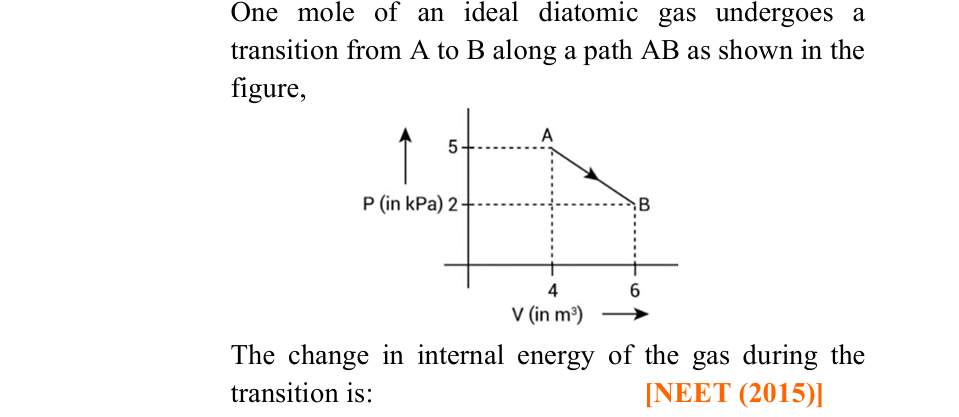 One mole of an ideal diatomic gas undergoes a
transition from A to B along a path AB as shown in the
figure,
A
5
P (in kPa) 2
B
4 6
V (in m³)
The change in internal energy of the gas during the
transition is: [NEET (2015)]